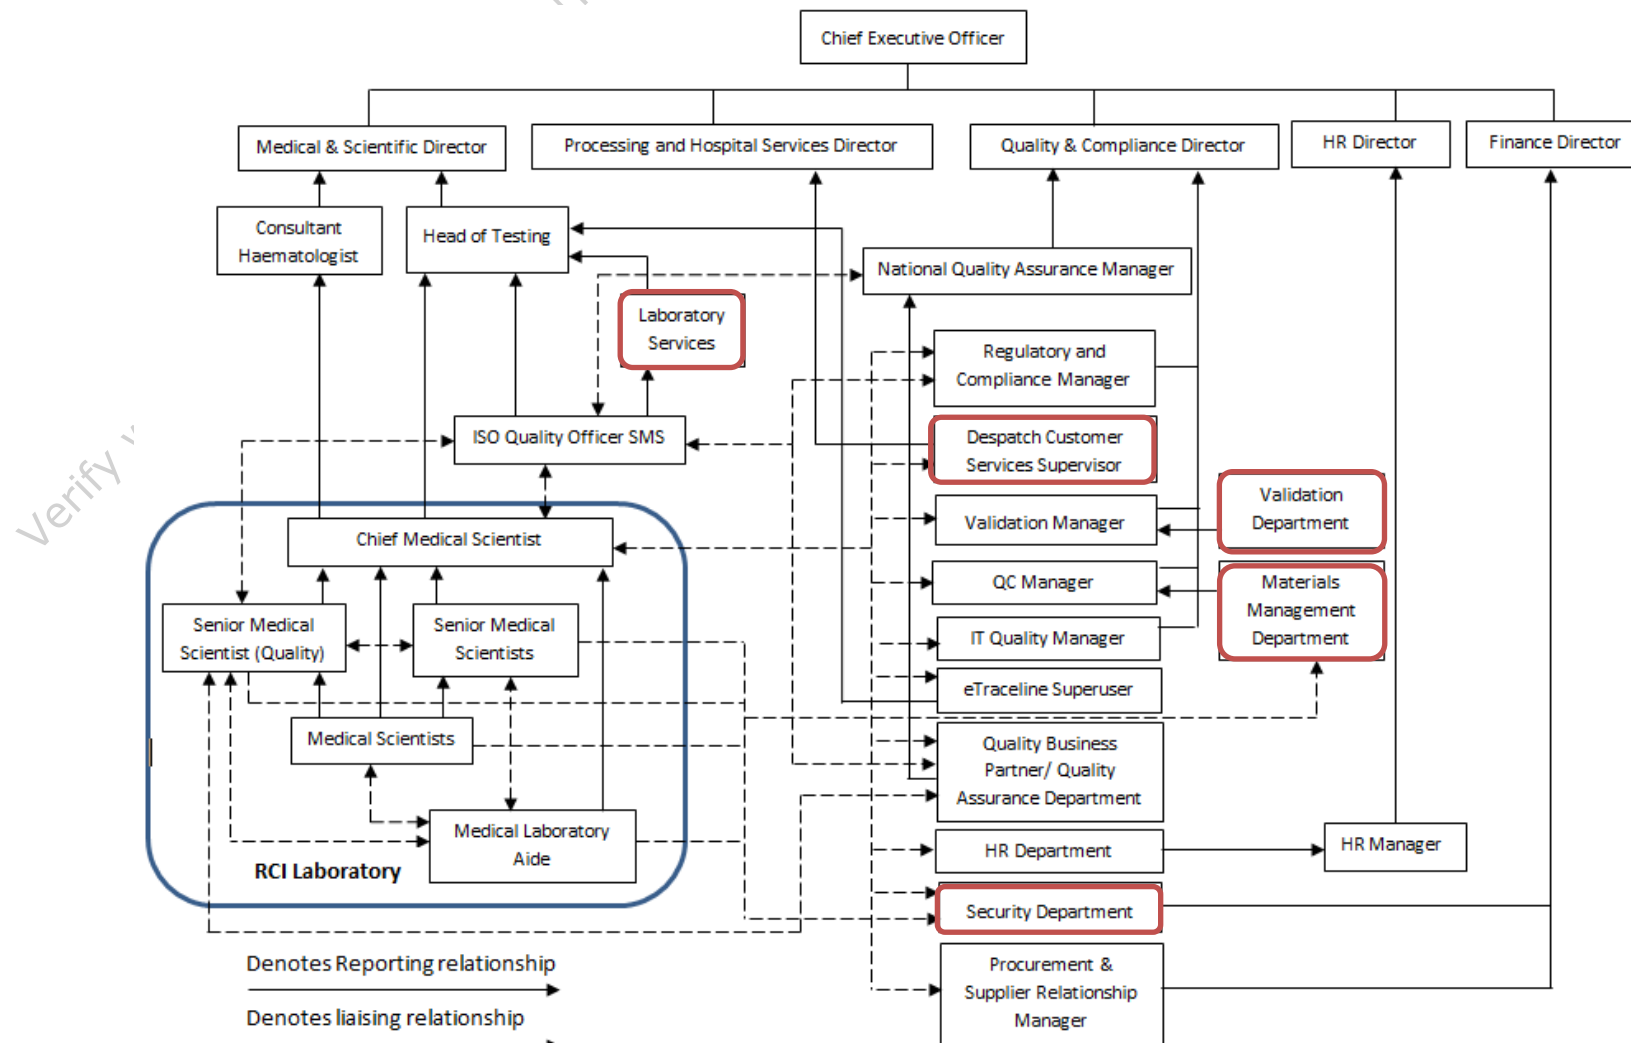 Chief Executive Officer
Medical & Scientific Director
Processing and Hospital Services Director
Quality & Compliance Director
HR Director
Finance Director
Consultant
Haematologist
Head of Testing
National Quality Assurance Manager
Laboratory
Services
Regulatory and
Compliance Manager
ISO Quality Officer SMS
Despatch Customer
Services Supervisor
Validation
Department
Validation Manager
Chief Medical Scientist
QC Manager
Materials
Management
Department
Senior Medical
Scientist (Quality)
Senior Medical
Scientists
IT Quality Manager
eTraceline Superuser
Medical Scientists
Quality Business
Partner/ Quality
Assurance Department
Medical Laboratory
Aide
HR Department
HR Manager
RCI Laboratory
Security Department
Procurement &
Supplier Relationship
Manager
Denotes Reporting relationship
Denotes liaising relationship
Verify